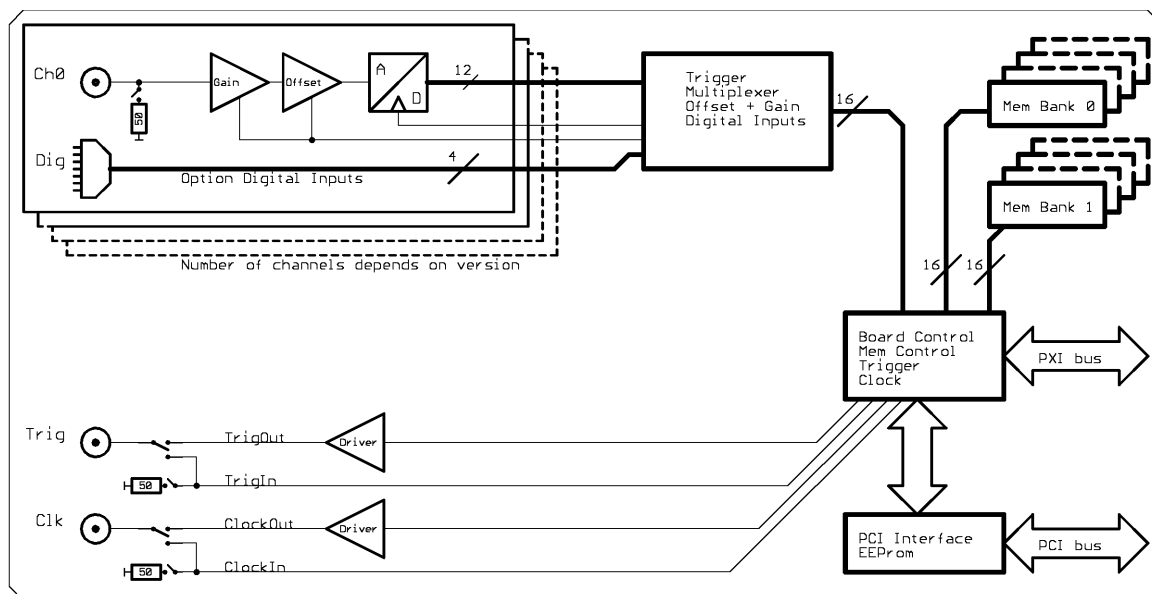 Ch0
50
Gain
Offset
A
D
12
Dig
Option Digital Inputs
4
Number of channels depends on version
Trigger
Multiplexer
Offset + Gain
Digital Inputs
16
Mem Bank 0
Mem Bank 1
16
16
Board Control
Mem Control
Trigger
Clock
PXI bus
Trig
TrigOut
Driver
50
TrigIn
Clk
ClockOut
Driver
50
ClockIn
PCI Interface
EEProm
PCI bus